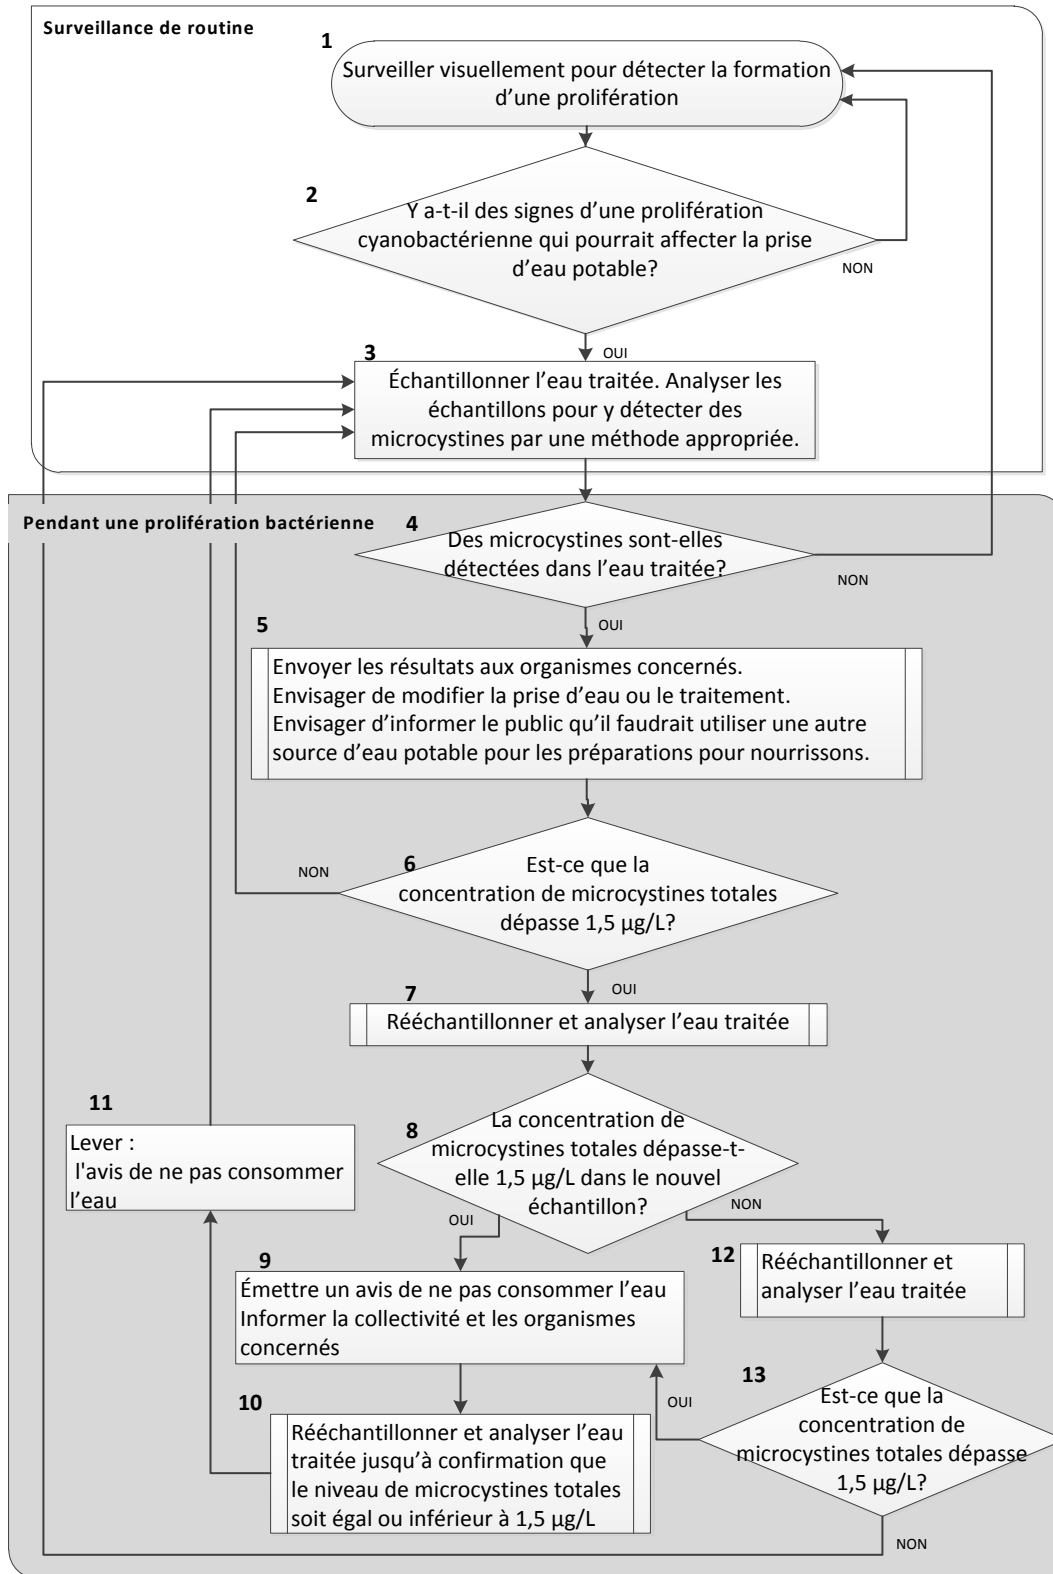 Surveillance de routine
1
Surveiller visuellement pour détecter la formation
d'une prolifération
2
Y a-t-il des signes d'une prolifération
cyanobactérienne qui pourrait affecter la prise
d'eau potable?
NON
OUI
3
Échantillonner l'eau traitée. Analyser les
échantillons pour y détecter des
microcystines par une méthode appropriée.
Pendant une prolifération bactérienne
4
Des microcystines sont-elles
détectées dans l'eau traitée?
NON
OUI
5
Envoyer les résultats aux organismes concernés.
Envisager de modifier la prise d'eau ou le traitement.
Envisager d'informer le public qu'il faudrait utiliser une autre
source d'eau potable pour les préparations pour nourrissons.
6
Est-ce que la
concentration de microcystines totales
dépasse 1,5 µg/L?
NON
OUI
7
Rééchantillonner et analyser l'eau traitée
8
La concentration de
microcystines totales dépasse-t-
elle 1,5 µg/L dans le nouvel
échantillon?
OUI
NON
11
Lever :
l'avis de ne pas consommer
l'eau
9
Émettre un avis de ne pas consommer l'eau
Informer la collectivité et les organismes
concernés
12
Rééchantillonner et
analyser l'eau traitée
10
Rééchantillonner et analyser l'eau
traitée jusqu'à confirmation que
le niveau de microcystines totales
soit égal ou inférieur à 1,5 µg/L
13
Est-ce que la
concentration de
microcystines totales dépasse
1,5 µg/L?
OUI
NON